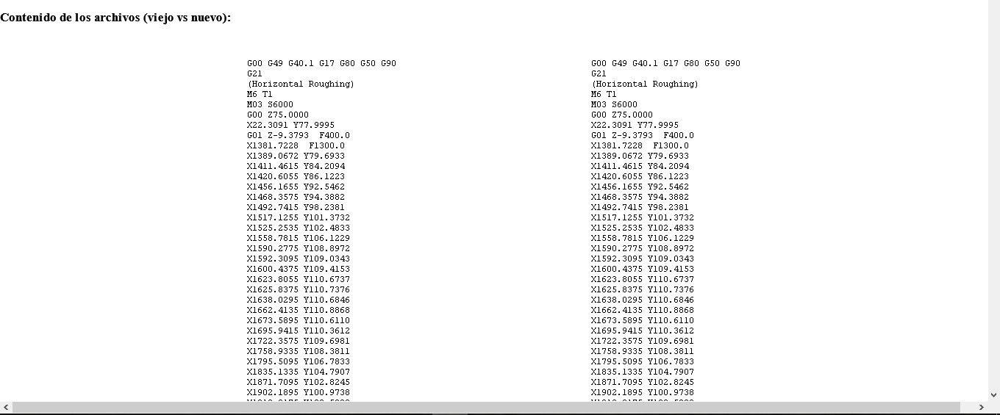 Contenido de los archivos (viejo vs nuevo):
G00 G49 G40.1 G17 G80 G50 G90
G21
(Horizontal Roughing)
M6 T1
M03 S6000
G00 Z75.0000
X22.3091 Y77.9995
G01 Z-9.3793 F400.0
X1381.7228 F1300.0
X1389.0672 Y79.6933
X1411.4615 Y84.2094
X1420.6055 Y86.1223
X1456.1655 Y92.5462
X1468.3575 Y94.3882
X1492.7415 Y98.2381
X1517.1255 Y101.3732
X1525.2535 Y102.4833
X1558.7815 Y106.1229
X1590.2775 Y108.8972
X1592.3095 Y109.0343
X1600.4375 Y109.4153
X1623.8055 Y110.6737
X1625.8375 Y110.7376
X1638.0295 Y110.6846
X1662.4135 Y110.8868
X1673.5895 Y110.6110
X1695.9415 Y110.3612
X1722.3575 Y109.6981
X1758.9335 Y108.3811
X1795.5095 Y106.7833
X1835.1335 Y104.7907
X1871.7095 Y102.8245
X1902.1895 Y100.9738
G00 G49 G40.1 G17 G80 G50 G90
G21
(Horizontal Roughing)
M6 T1
M03 S6000
G00 Z75.0000
X22.3091 Y77.9995
G01 Z-9.3793 F400.0
X1381.7228 F1300.0
X1389.0672 Y79.6933
X1411.4615 Y84.2094
X1420.6055 Y86.1223
X1456.1655 Y92.5462
X1468.3575 Y94.3882
X1492.7415 Y98.2381
X1517.1255 Y101.3732
X1525.2535 Y102.4833
X1558.7815 Y106.1229
X1590.2775 Y108.8972
X1592.3095 Y109.0343
X1600.4375 Y109.4153
X1623.8055 Y110.6737
X1625.8375 Y110.7376
X1638.0295 Y110.6846
X1662.4135 Y110.8868
X1673.5895 Y110.6110
X1695.9415 Y110.3612
X1722.3575 Y109.6981
X1758.9335 Y108.3811
X1795.5095 Y106.7833
X1835.1335 Y104.7907
X1871.7095 Y102.8245
X1902.1895 Y100.9738